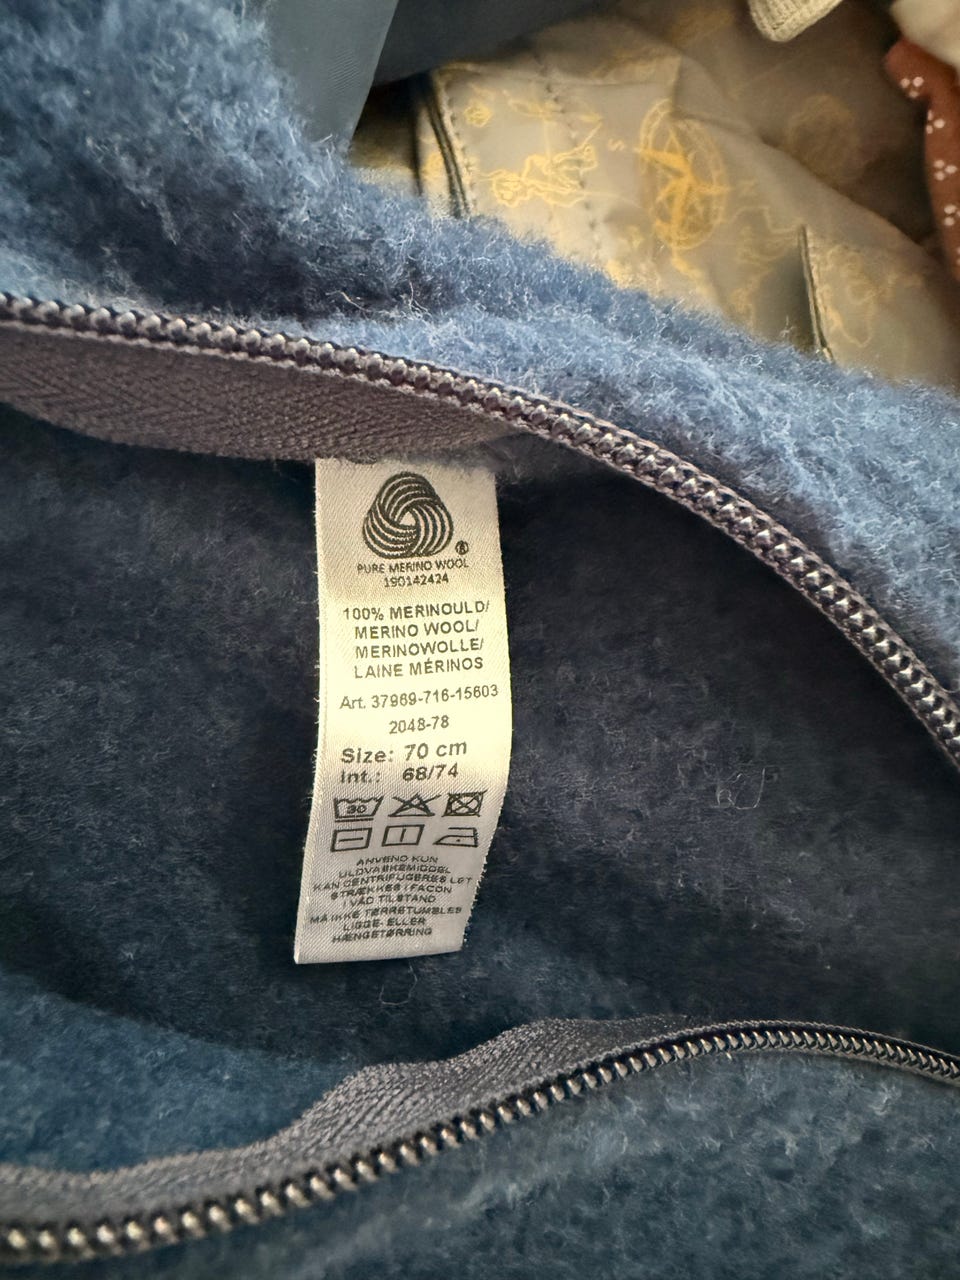 ®
PURE MERINO WOOL
190142424
100% MERINOULD/
MERINO WOOL/
MERINOWOLLE/
LAINE MÉRINOS
Art. 37969-716-15603
2048-78
Size: 70 cm
Int.: 68/74
30
ANVEND KUN
ULDVASKEMIDDEL
KAN CENTRIFUGERES LET
STRÆKKES I FACON
I VÅD TILSTAND
MÅ IKKE TØRRETUMBLES
LIGGE- ELLER
HÆNGETØRRING